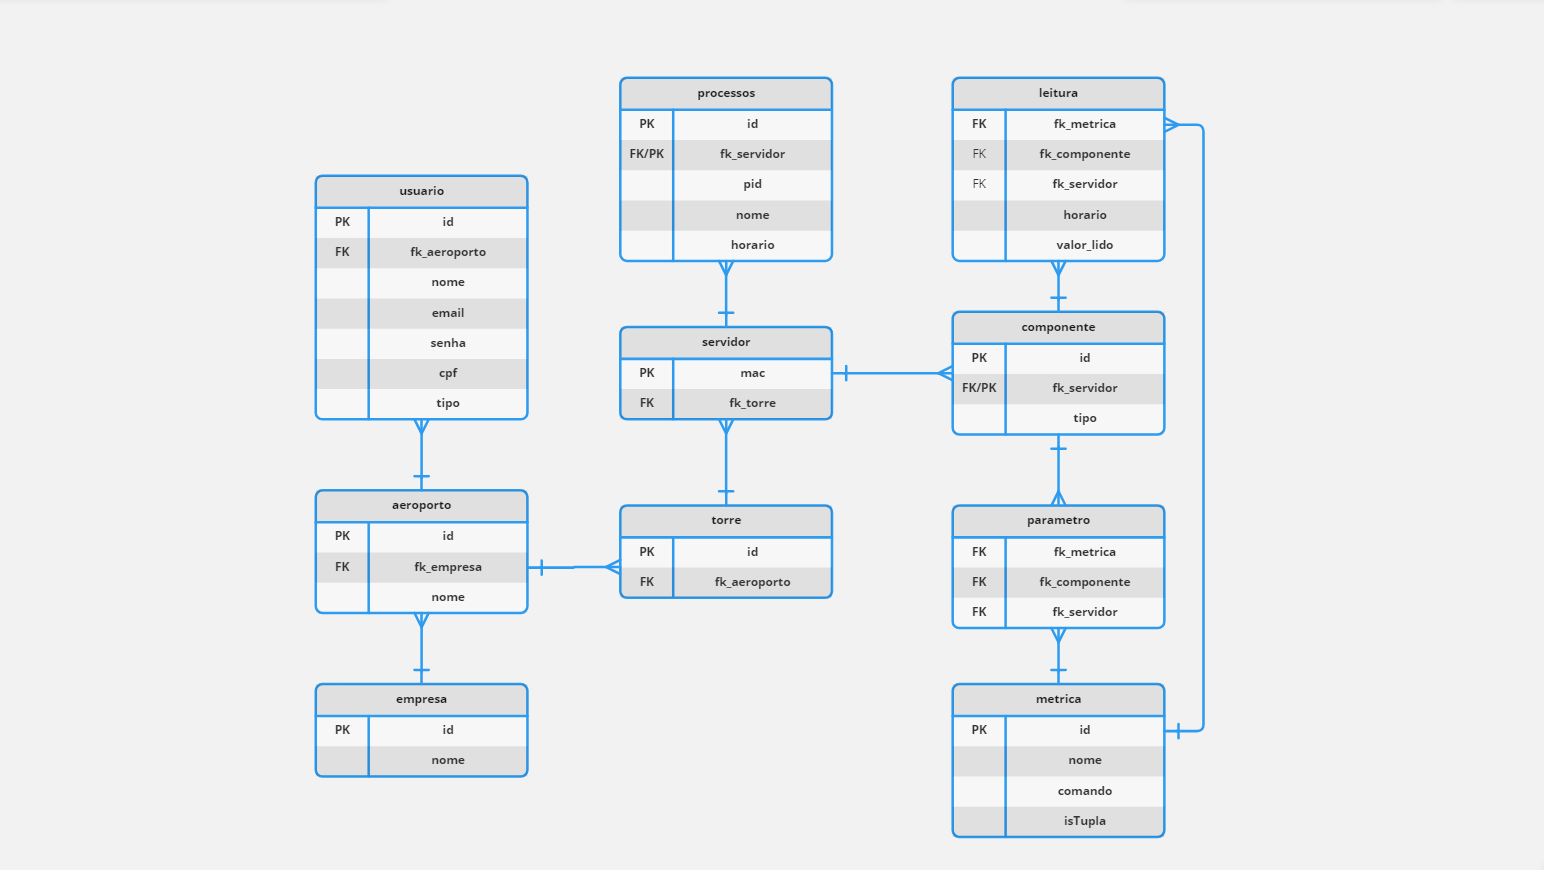 usuario
PK id
FK fk_aeroporto
nome
email
senha
cpf
tipo
aeroporto
PK id
FK fk_empresa
nome
empresa
PK id
nome
processos
PK id
FK/PK fk_servidor
pid
nome
horario
servidor
PK mac
FK fk_torre
torre
PK id
FK fk_aeroporto
leitura
FK fk_metrica
FK fk_componente
FK fk_servidor
horario
valor_lido
componente
PK id
FK/PK fk_servidor
tipo
parametro
FK fk_metrica
FK fk_componente
FK fk_servidor
metrica
PK id
nome
comando
isTupla